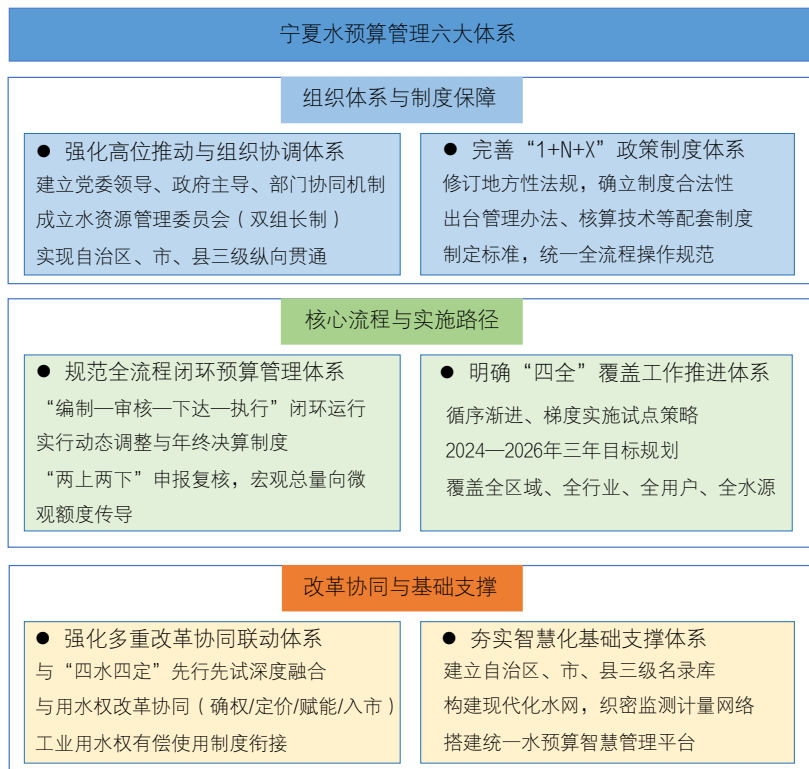 宁夏水预算管理六大体系
组织体系与制度保障
● 强化高位推动与组织协调体系
建立党委领导、政府主导、部门协同机制
成立水资源管理委员会（双组长制）
实现自治区、市、县三级纵向贯通
● 完善“1+N+X”政策制度体系
修订地方性法规，确立制度合法性
出台管理办法、核算技术等配套制度
制定标准，统一全流程操作规范
核心流程与实施路径
● 规范全流程闭环预算管理体系
“编制—审核—下达—执行”闭环运行
实行动态调整与年终决算制度
“两上两下”申报复核，宏观总量向微
观额度传导
● 明确“四全”覆盖工作推进体系
循序渐进、梯度实施试点策略
2024—2026年三年目标规划
覆盖全区域、全行业、全用户、全水源
改革协同与基础支撑
● 强化多重改革协同联动体系
与“四水四定”先行先试深度融合
与用水权改革协同（确权/定价/赋能/入市）
工业用水权有偿使用制度衔接
● 夯实智慧化基础支撑体系
建立自治区、市、县三级名录库
构建现代化水网，织密监测计量网络
搭建统一水预算智慧管理平台